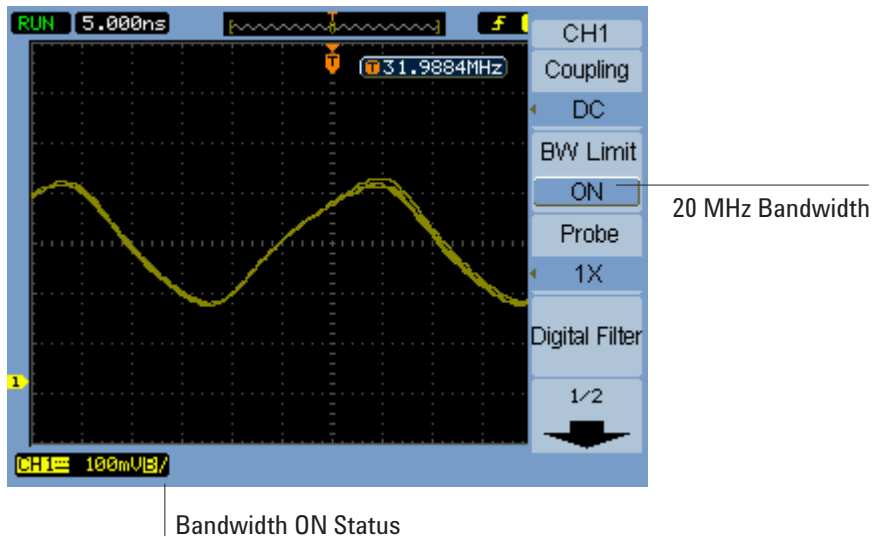 RUN 5.000ns T f
T
T 31.9884MHz
CH1
Coupling
DC
BW Limit
ON
20 MHz Bandwidth
Probe
1X
Digital Filter
1
1/2
CH1 100mVB/
Bandwidth ON Status